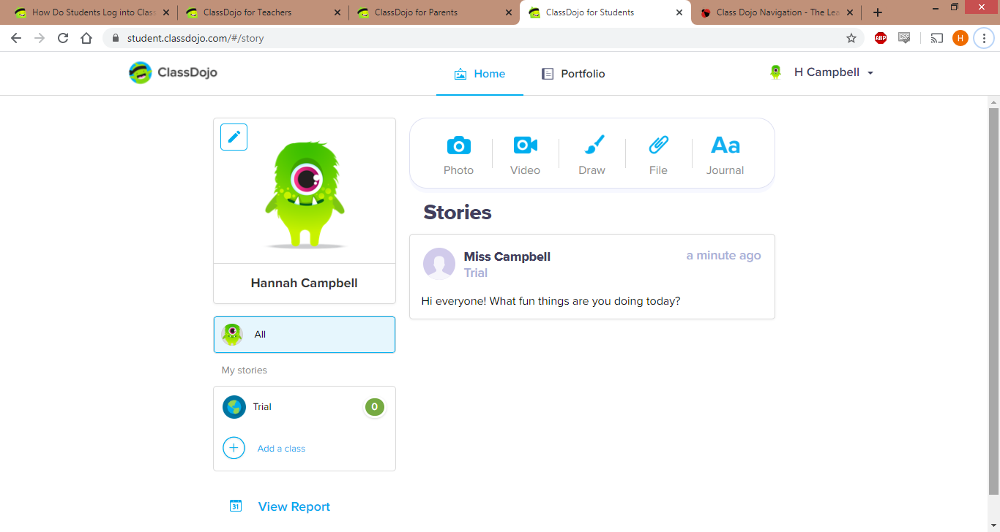 How Do Students Log into Clas
ClassDojo for Teachers
ClassDojo for Parents
ClassDojo for Students
Class Dojo Navigation - The Lea
student.classdojo.com/#/story
ABP
CSS
H
ClassDojo
Home
Portfolio
H Campbell
Photo
Video
Draw
File
Aa
Journal
Hannah Campbell
Stories
Miss Campbell
a minute ago
Trial
Hi everyone! What fun things are you doing today?
All
My stories
Trial
0
Add a class
31
View Report